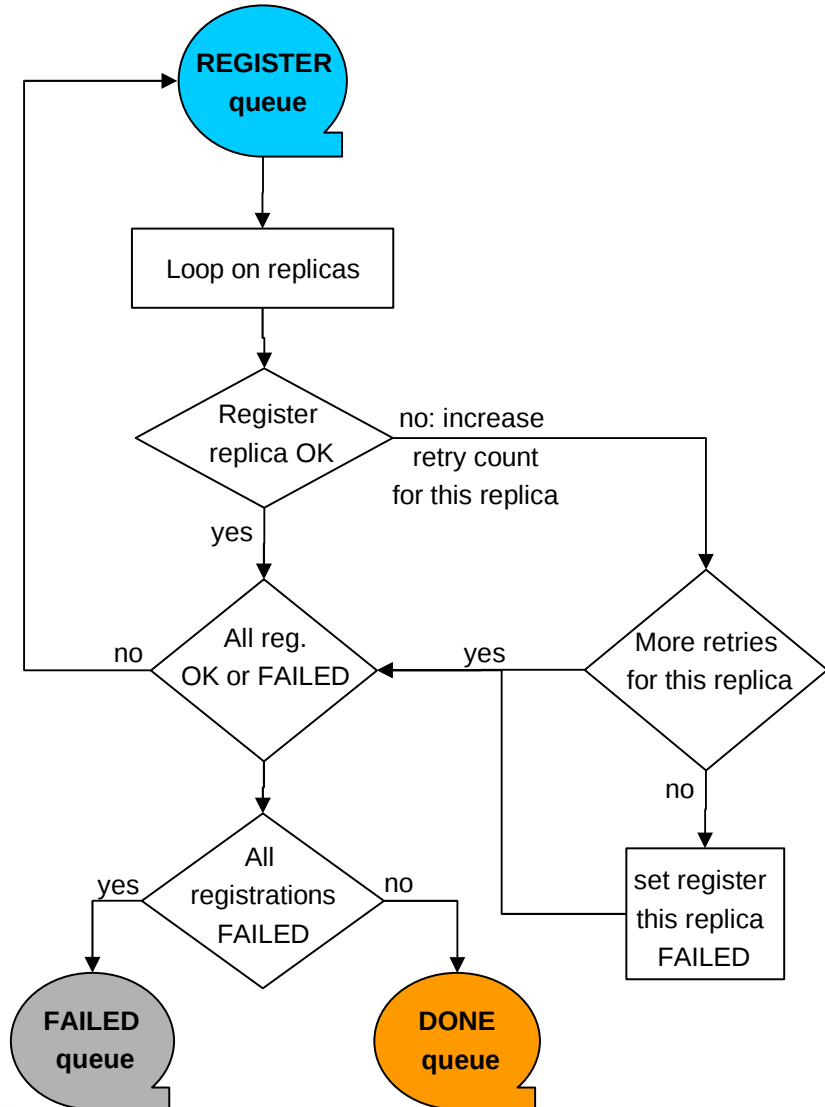 REGISTER
queue
Loop on replicas
Register
replica OK
no: increase
retry count
for this replica
yes
All reg.
OK or FAILED
no
yes
More retries
for this replica
no
All
registrations
FAILED
yes
no
set register
this replica
FAILED
FAILED
queue
DONE
queue